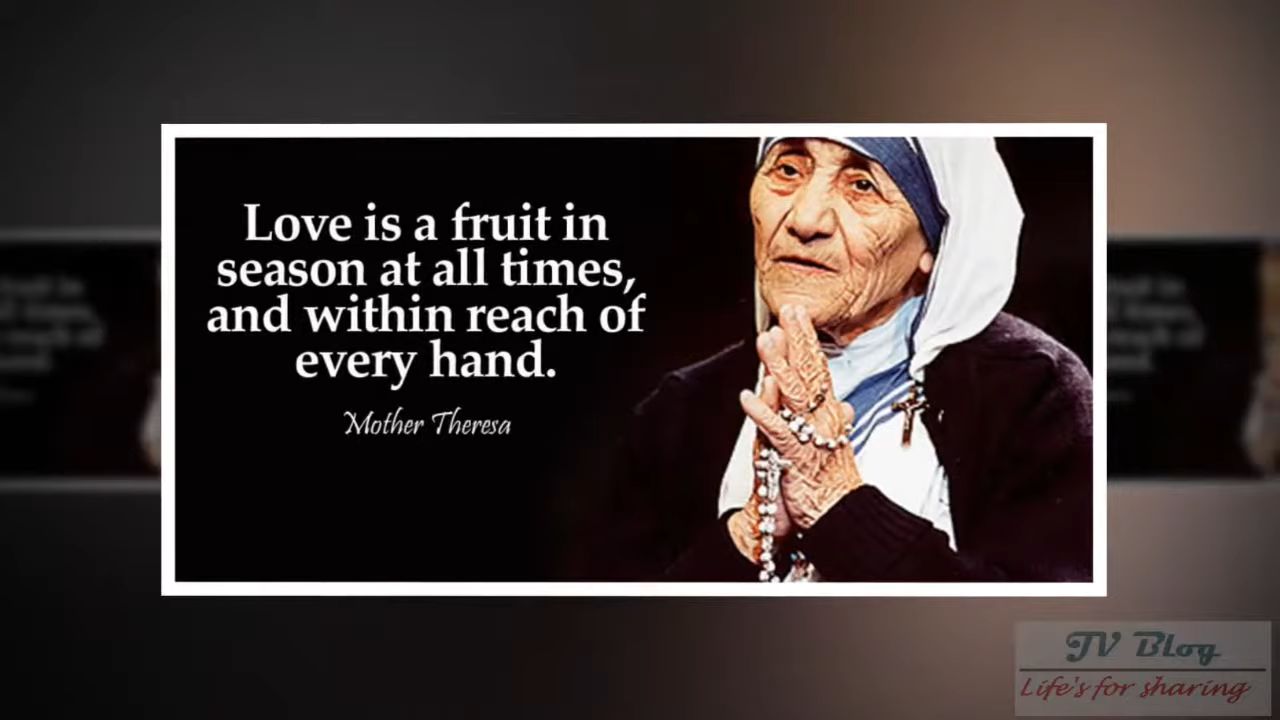 Love is a fruit in
season at all times,
and within reach of
every hand.
Mother Theresa
TV Blog
Life's for sharing